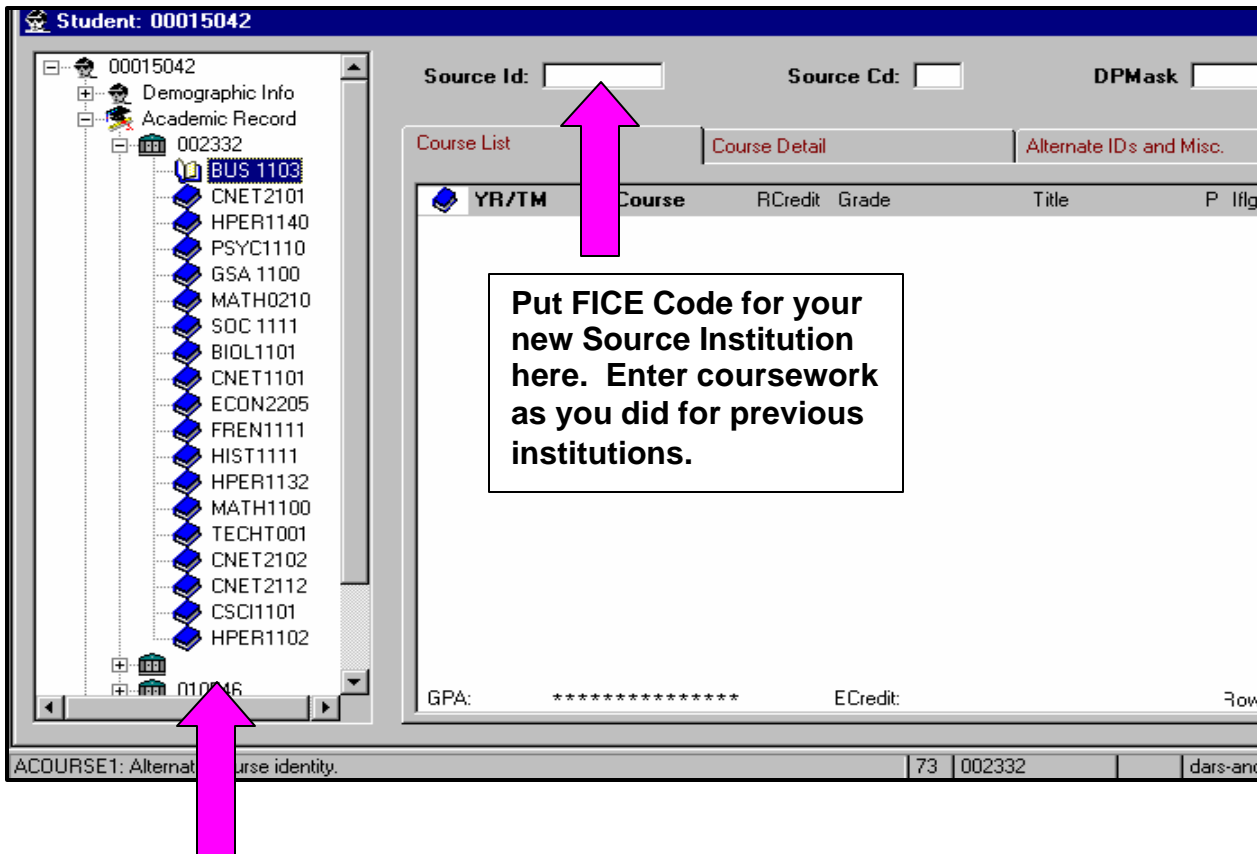 Student: 00015042
00015042
Demographic Info
Academic Record
002332
BUS 1103
CNET2101
HPER1140
PSYC1110
GSA 1100
MATH0210
SOC 1111
BIOL1101
CNET1101
ECON2205
FREN1111
HIST1111
HPER1132
MATH1100
TECHT001
CNET2102
CNET2112
CSCI1101
HPER1102
Source Id: Source Cd: DPMask
Course List Course Detail Alternate IDs and Misc.
YR/TM Course RCredit Grade Title P Iflg
Put FICE Code for your
new Source Institution
here. Enter coursework
as you did for previous
institutions.
GPA: *************** ECredit: Row
ACOURSE1: identity. 73 002332 dars-and